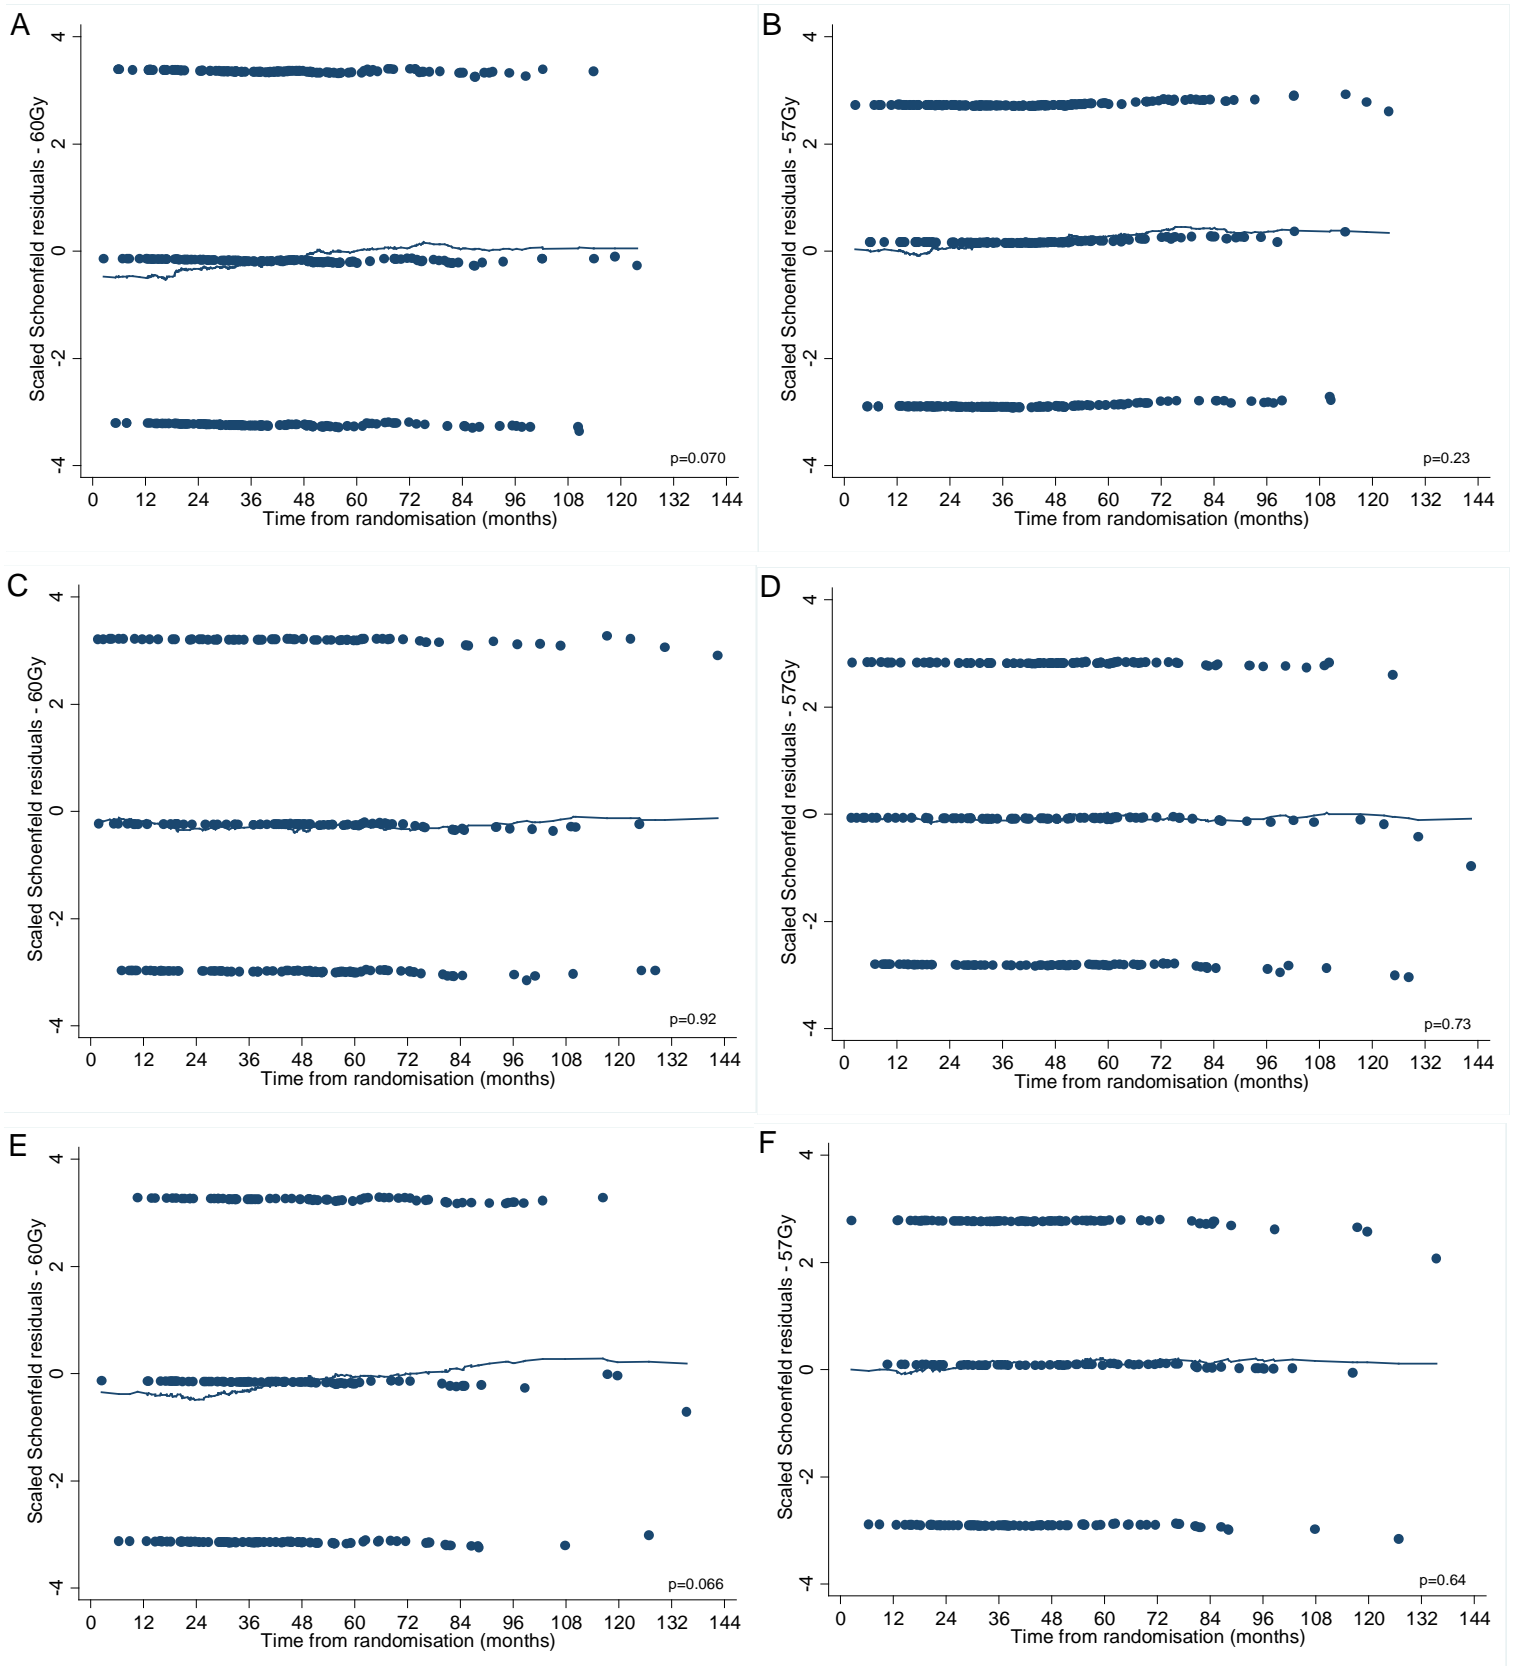 A
Scaled Schoenfeld residuals - 60Gy
4
2
0
-2
-4
p=0.070
0 12 24 36 48 60 72 84 96 108 120 132 144
Time from randomisation (months)
B
Scaled Schoenfeld residuals - 57Gy
4
2
0
-2
-4
p=0.23
0 12 24 36 48 60 72 84 96 108 120 132 144
Time from randomisation (months)
C
Scaled Schoenfeld residuals - 60Gy
4
2
0
-2
-4
p=0.92
0 12 24 36 48 60 72 84 96 108 120 132 144
Time from randomisation (months)
D
Scaled Schoenfeld residuals - 57Gy
4
2
0
-2
-4
p=0.73
0 12 24 36 48 60 72 84 96 108 120 132 144
Time from randomisation (months)
E
Scaled Schoenfeld residuals - 60Gy
4
2
0
-2
-4
p=0.066
0 12 24 36 48 60 72 84 96 108 120 132 144
Time from randomisation (months)
F
Scaled Schoenfeld residuals - 57Gy
4
2
0
-2
-4
p=0.64
0 12 24 36 48 60 72 84 96 108 120 132 144
Time from randomisation (months)